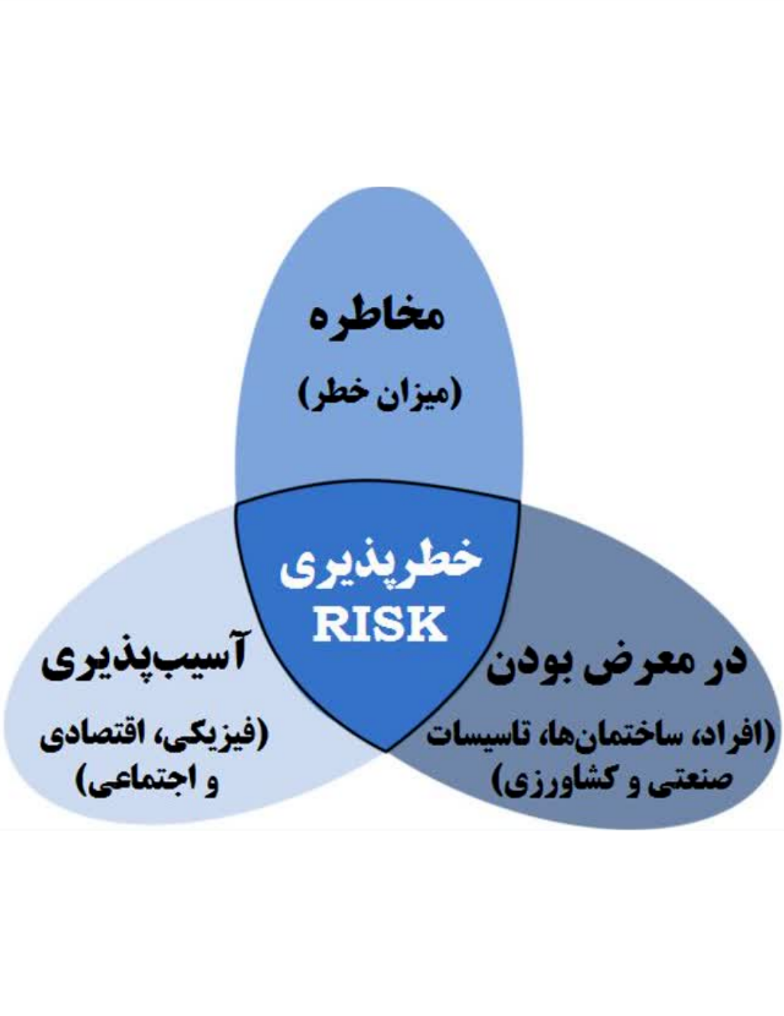 مخاطره
(میزان خطر)
خطرپذیری
RISK
در معرض بودن
(افراد، ساختمان‌ها، تاسیسات
صنعتی و کشاورزی)
آسیب‌پذیری
(فیزیکی، اقتصادی
و اجتماعی)